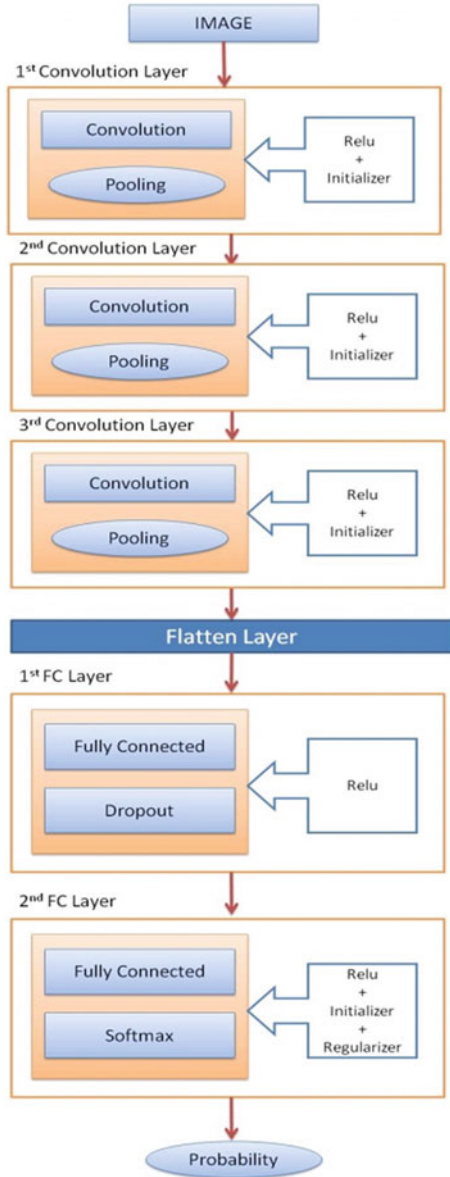 IMAGE
1st Convolution Layer
Convolution
Pooling
Relu
+
Initializer
2nd Convolution Layer
Convolution
Pooling
Relu
+
Initializer
3rd Convolution Layer
Convolution
Pooling
Relu
+
Initializer
Flatten Layer
1st FC Layer
Fully Connected
Dropout
Relu
2nd FC Layer
Fully Connected
Softmax
Relu
+
Initializer
+
Regularizer
Probability